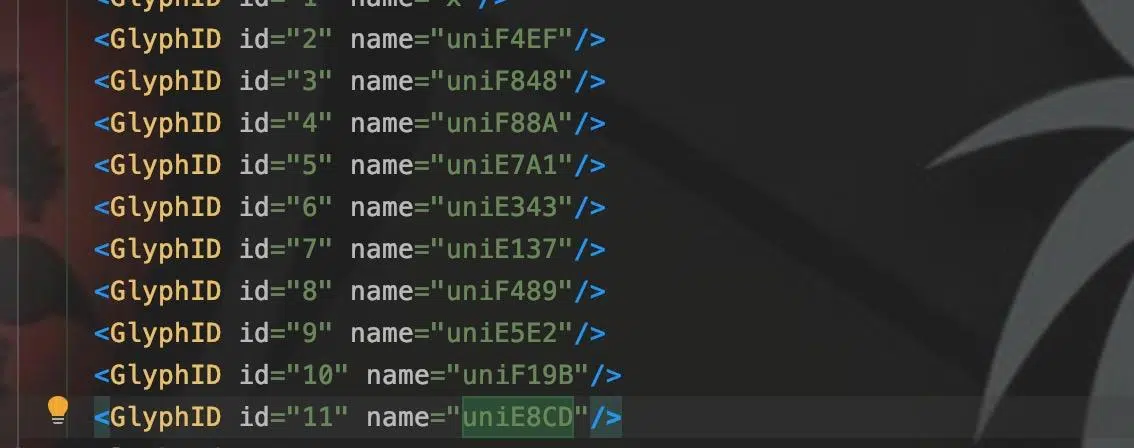 <GlyphID id="1" name="x"/>
<GlyphID id="2" name="uniF4EF"/>
<GlyphID id="3" name="uniF848"/>
<GlyphID id="4" name="uniF88A"/>
<GlyphID id="5" name="uniE7A1"/>
<GlyphID id="6" name="uniE343"/>
<GlyphID id="7" name="uniE137"/>
<GlyphID id="8" name="uniF489"/>
<GlyphID id="9" name="uniE5E2"/>
<GlyphID id="10" name="uniF19B"/>
<GlyphID id="11" name="uniE8CD"/>